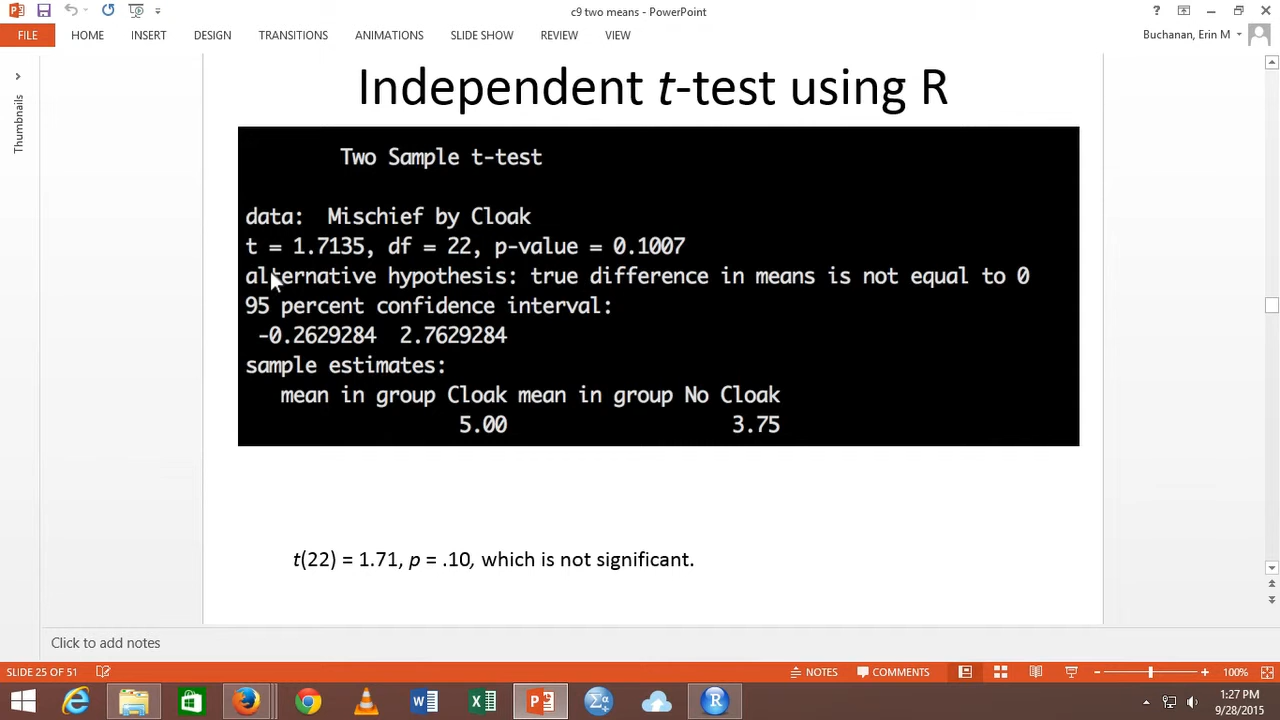 c9 two means - PowerPoint
FILE HOME INSERT DESIGN TRANSITIONS ANIMATIONS SLIDE SHOW REVIEW VIEW Buchanan, Erin M
Thumbnails
Independent t-test using R
Two Sample t-test
data: Mischief by Cloak
t = 1.7135, df = 22, p-value = 0.1007
alternative hypothesis: true difference in means is not equal to 0
95 percent confidence interval:
-0.2629284 2.7629284
sample estimates:
mean in group Cloak mean in group No Cloak
5.00 3.75
t(22) = 1.71, p = .10, which is not significant.
Click to add notes
SLIDE 25 OF 51 NOTES COMMENTS 100%
1:27 PM
9/28/2015